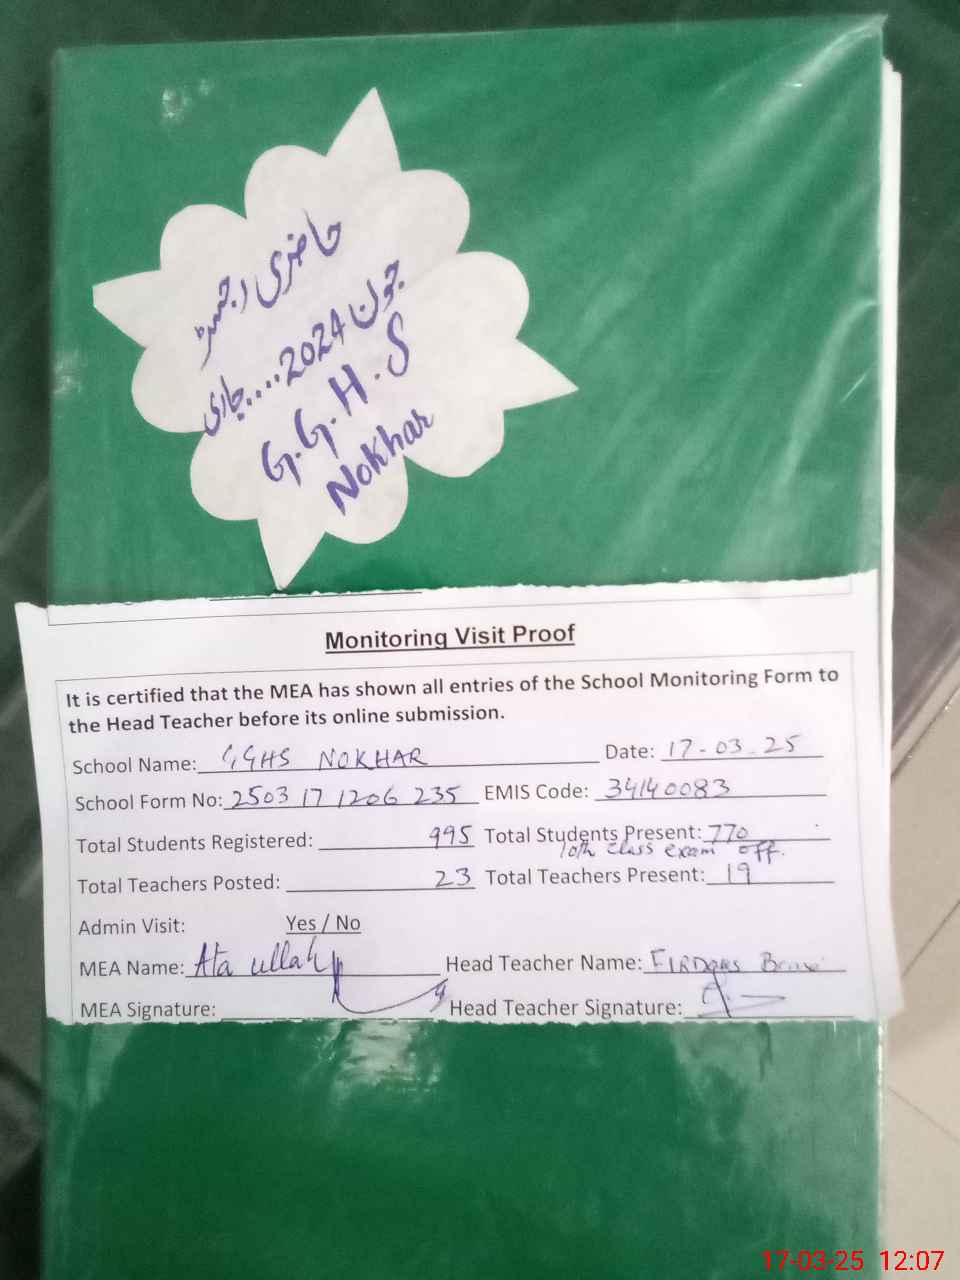 حاضری رجسٹر
جون 2024....جاری
G.G.H.S
Nokhar
Monitoring Visit Proof
It is certified that the MEA has shown all entries of the School Monitoring Form to
the Head Teacher before its online submission.
School Name: GGHS NOKHAR Date: 17-03-25
School Form No: 2503 17 1206 235 EMIS Code: 34140083
Total Students Registered: 995 Total Students Present: 770
10th class exam off.
Total Teachers Posted: 23 Total Teachers Present: 19
Admin Visit: Yes / No
MEA Name: Ata ullah Head Teacher Name: FIRDOUS
MEA Signature: Head Teacher Signature:
17-03-25 12:07